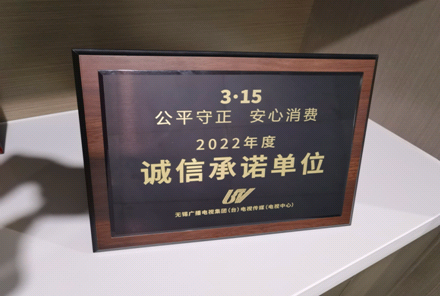 3·15
公平守正 安心消费
2022年度
诚信承诺单位
无锡广播电视集团(台)电视传媒(电视中心)